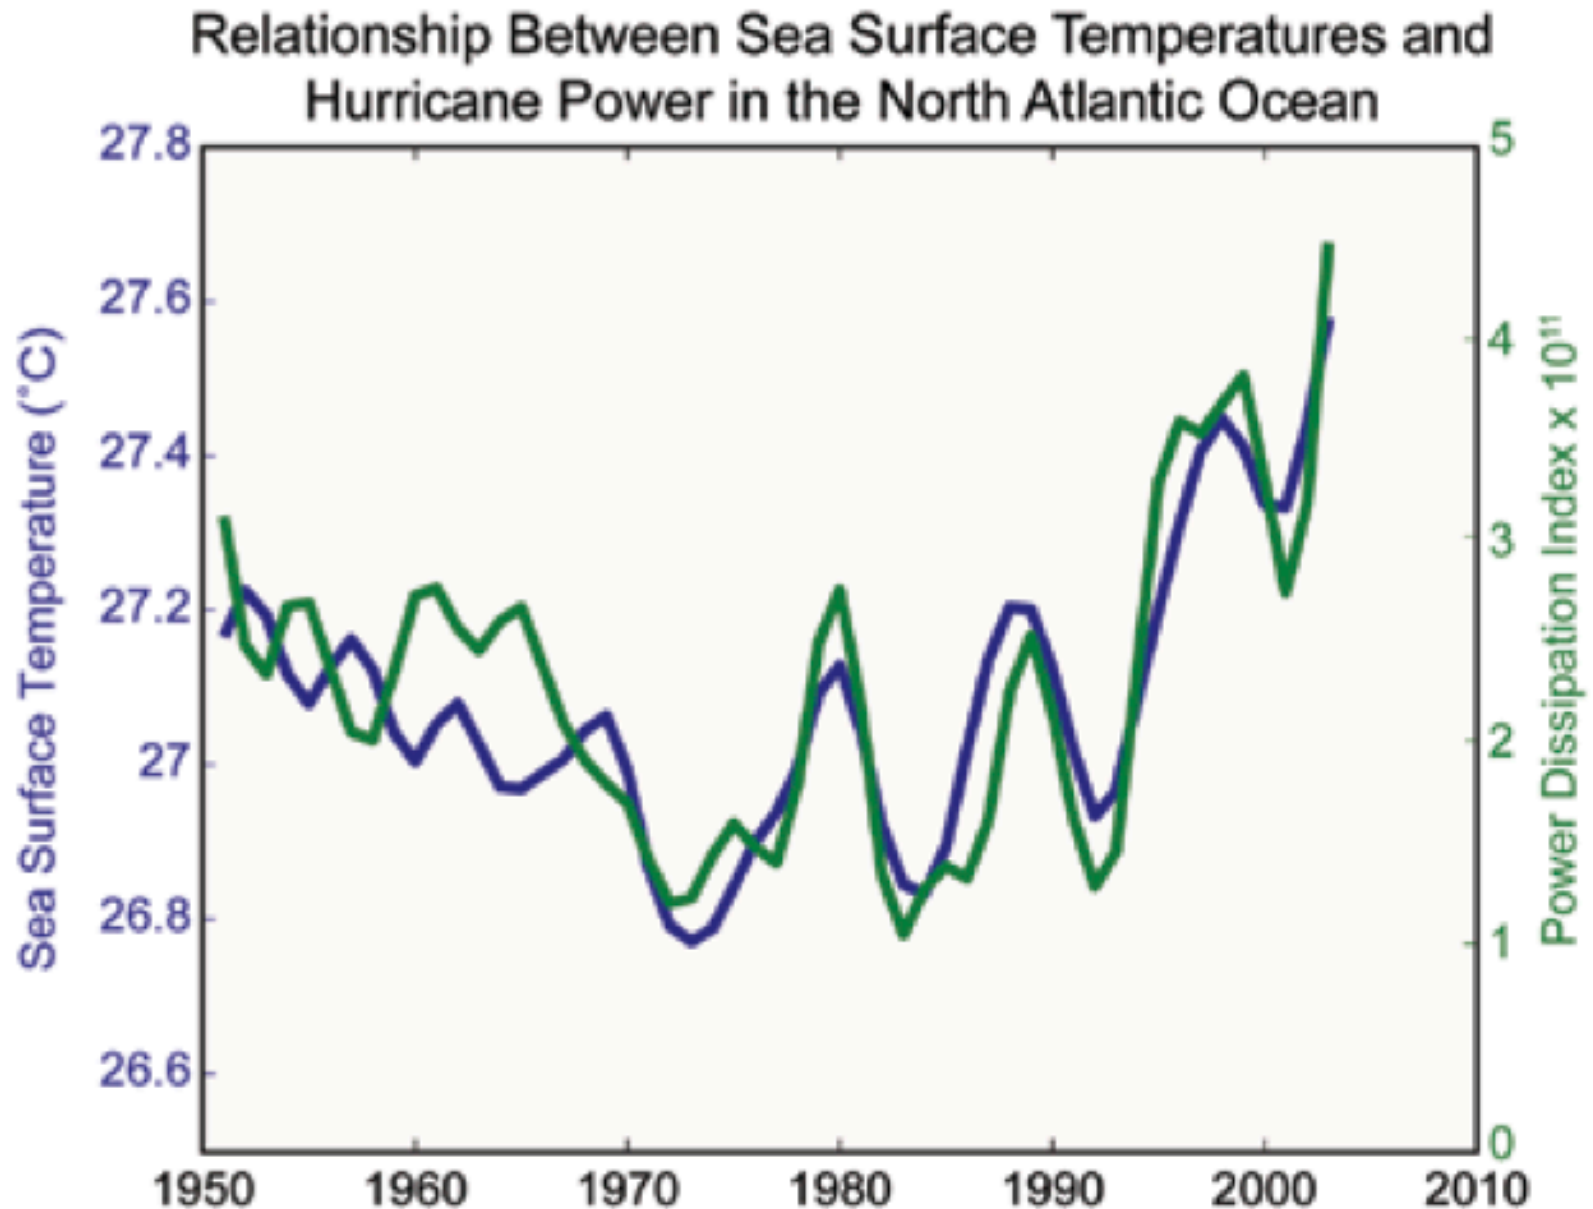 Relationship Between Sea Surface Temperatures and
Hurricane Power in the North Atlantic Ocean
Sea Surface Temperature (˚C)
27.8
27.6
27.4
27.2
27
26.8
26.6
5
4
3
2
1
0
Power Dissipation Index x 10¹¹
1950 1960 1970 1980 1990 2000 2010